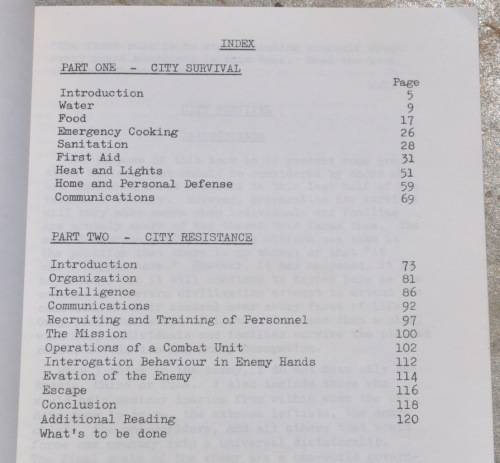 INDEX
PART ONE - CITY SURVIVAL
Page
Introduction 5
Water 9
Food 17
Emergency Cooking 26
Sanitation 28
First Aid 31
Heat and Lights 51
Home and Personal Defense 59
Communications 69
PART TWO - CITY RESISTANCE
Introduction 73
Organization 81
Intelligence 86
Communications 92
Recruiting and Training of Personnel 97
The Mission 100
Operations of a Combat Unit 102
Interogation Behaviour in Enemy Hands 112
Evation of the Enemy 114
Escape 116
Conclusion 118
Additional Reading 120
What's to be done